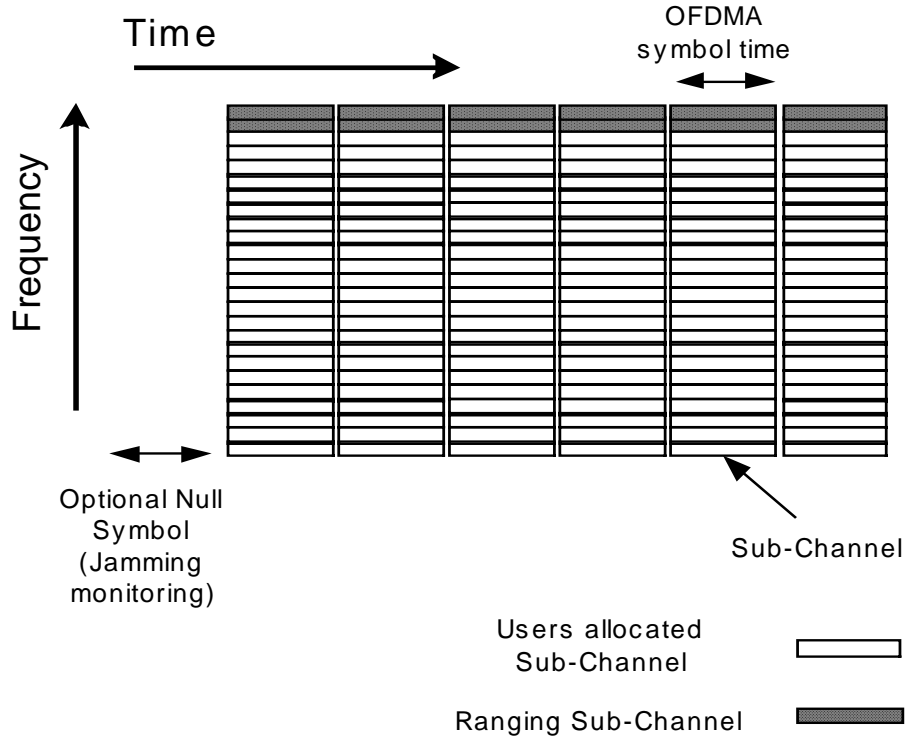 Time
OFDMA
symbol time
Frequency
Optional Null
Symbol
(Jamming
monitoring)
Sub-Channel
Users allocated
Sub-Channel
Ranging Sub-Channel